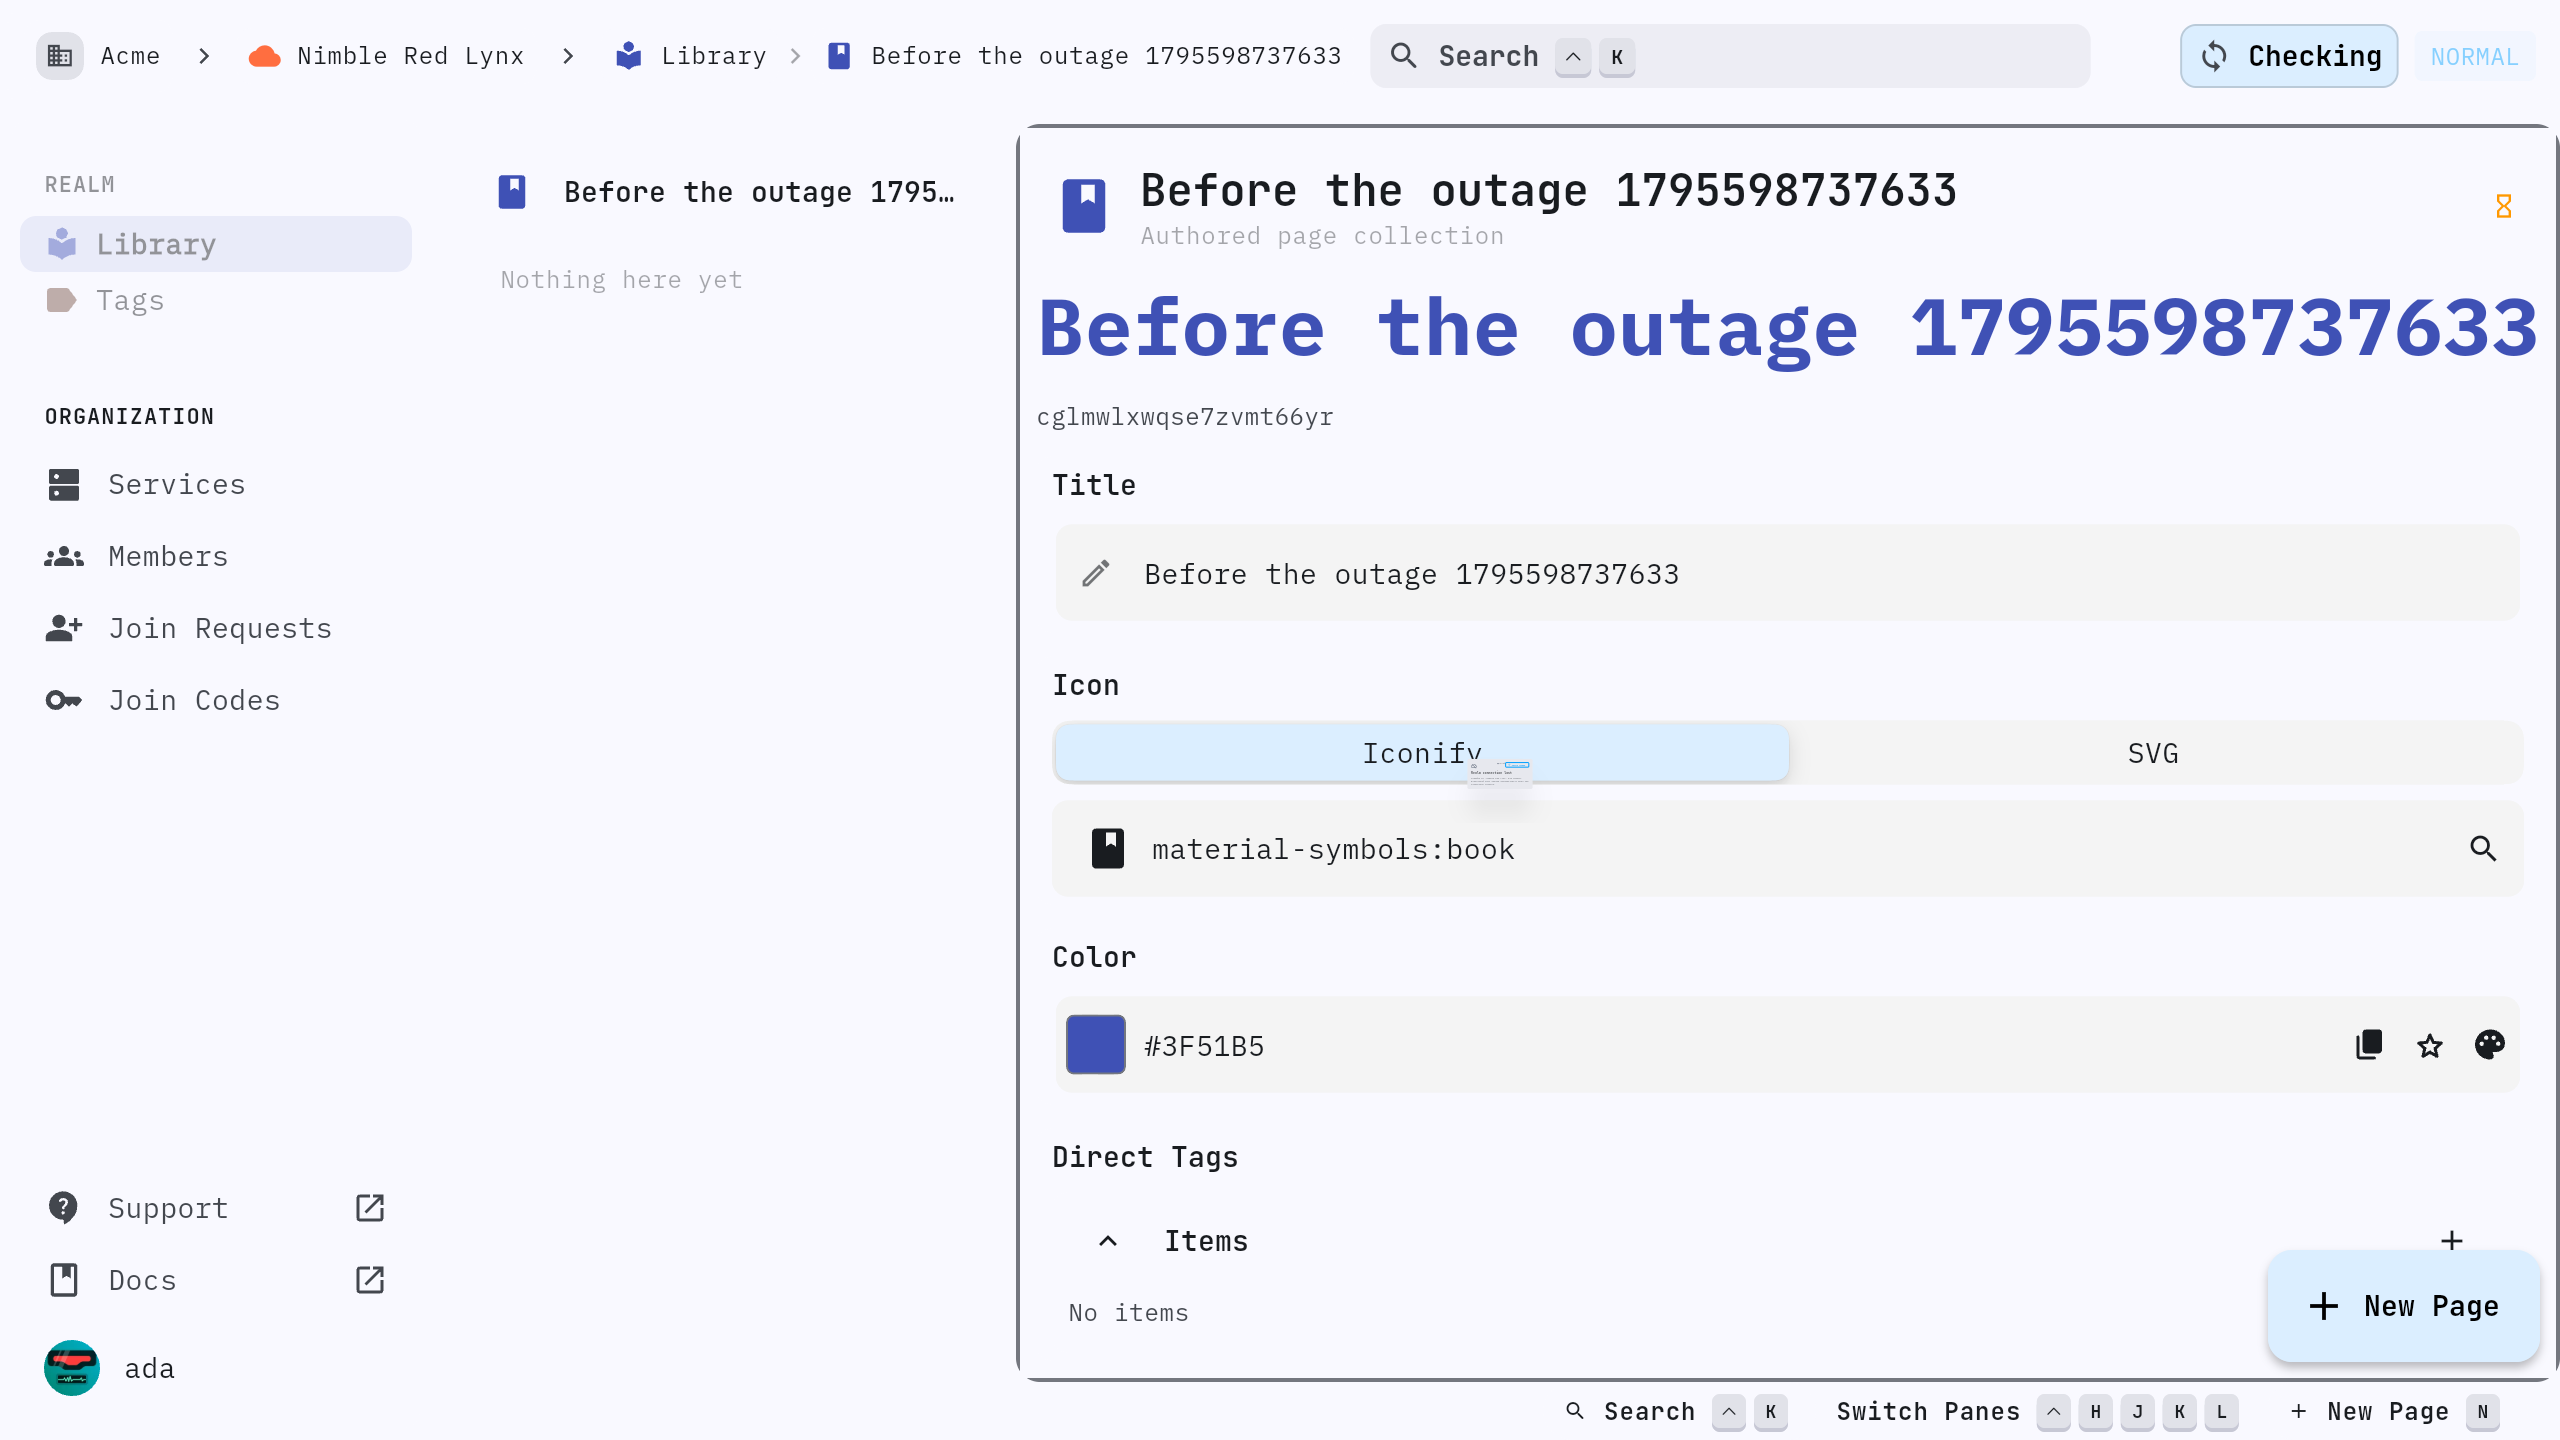 Acme
Nimble Red Lynx
Library
Before the outage 1795598737633
Search
K
Checking
NORMAL
REALM
Library
Tags
ORGANIZATION
Services
Members
Join Requests
Join Codes
Support
Docs
ada
Before the outage 1795…
Nothing here yet
Before the outage 1795598737633
Authored page collection
Before the outage 1795598737633
cglmwlxwqse7zvmt66yr
Title
Before the outage 1795598737633
Icon
Iconify
SVG
material-symbols:book
Color
#3F51B5
Direct Tags
Items
No items
New Page
Search K
Switch Panes H J K L
New Page N